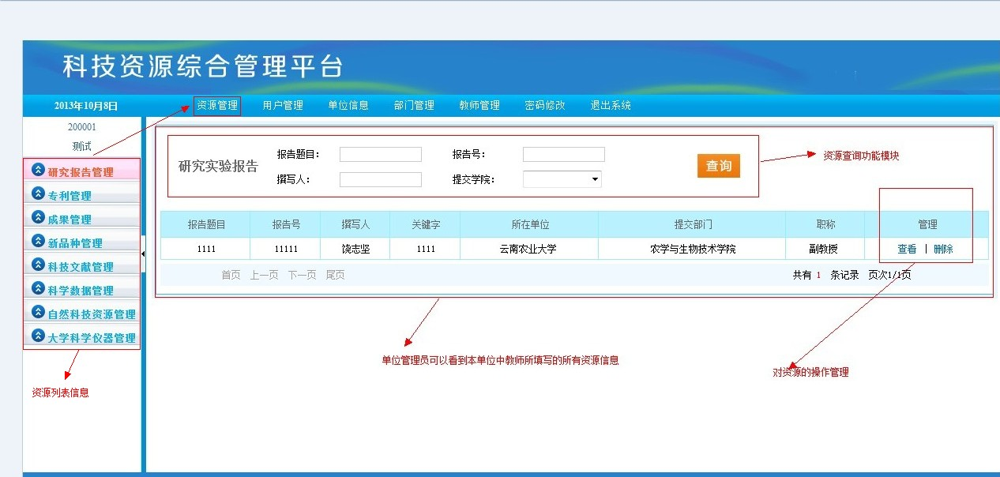 科技资源综合管理平台
2013年10月8日 资源管理 用户管理 单位信息 部门管理 教师管理 密码修改 退出系统
200001
测试
研究报告管理
专利管理
成果管理
新品种管理
科技文献管理
科学数据管理
自然科技资源管理
大学科学仪器管理
资源列表信息
研究实验报告
报告题目： 报告号：
撰写人： 提交学院：
查询
资源查询功能模块
报告题目 报告号 撰写人 关键字 所在单位 提交部门 职称 管理
1111 11111 饶志坚 1111 云南农业大学 农学与生物技术学院 副教授 查看 | 删除
首页 上一页 下一页 尾页 共有 1 条记录 页次1/1页
单位管理员可以看到本单位中教师所填写的所有资源信息
对资源的操作管理